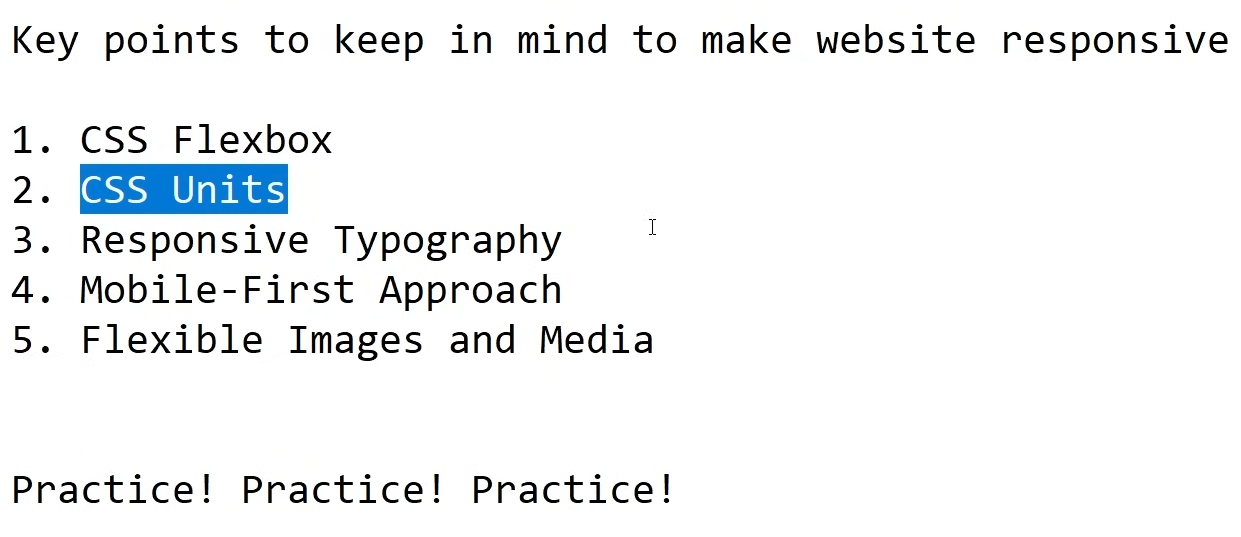 Key points to keep in mind to make website responsive
1. CSS Flexbox
2. CSS Units
3. Responsive Typography
4. Mobile-First Approach
5. Flexible Images and Media
Practice! Practice! Practice!